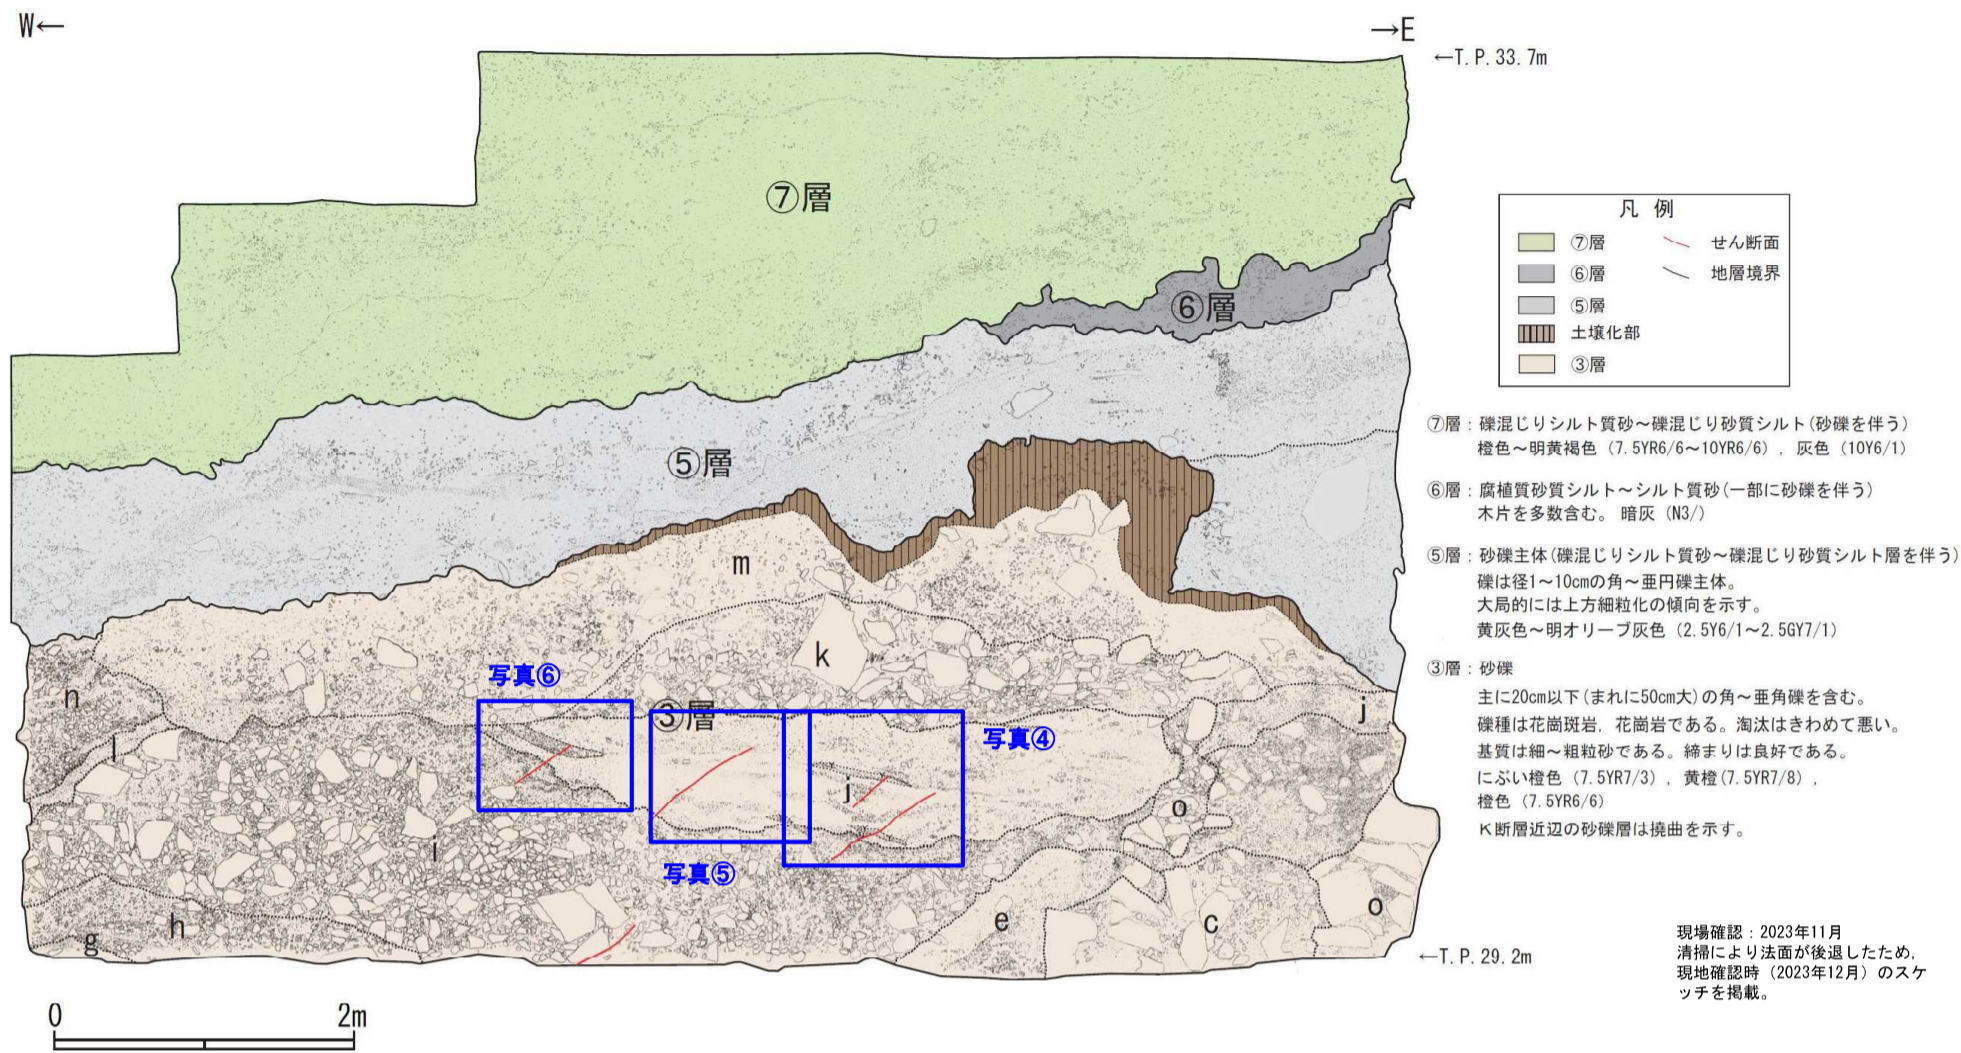 W←
→E
←T.P.33.7m
⑦層
⑥層
⑤層
m
k
写真⑥
③層
n
j
写真④
l
j
o
i
写真⑤
e
c
o
h
g
←T.P.29.2m
0
2m
凡 例
⑦層
せん断面
⑥層
地層境界
⑤層
土壌化部
③層
⑦層：礫混じりシルト質砂～礫混じり砂質シルト(砂礫を伴う)
橙色～明黄褐色（7.5YR6/6～10YR6/6），灰色（10Y6/1）
⑥層：腐植質砂質シルト～シルト質砂(一部に砂礫を伴う)
木片を多数含む。暗灰（N3/）
⑤層：砂礫主体(礫混じりシルト質砂～礫混じり砂質シルト層を伴う)
礫は径1～10cmの角～亜円礫主体。
大局的には上方細粒化の傾向を示す。
黄灰色～明オリーブ灰色（2.5Y6/1～2.5GY7/1）
③層：砂礫
主に20cm以下(まれに50cm大)の角～亜角礫を含む。
礫種は花崗斑岩，花崗岩である。淘汰はきわめて悪い。
基質は細～粗粒砂である。締まりは良好である。
にぶい橙色（7.5YR7/3），黄橙(7.5YR7/8)，
橙色（7.5YR6/6）
Ｋ断層近辺の砂礫層は撓曲を示す。
現場確認：2023年11月
清掃により法面が後退したため，
現地確認時（2023年12月）のスケ
ッチを掲載。